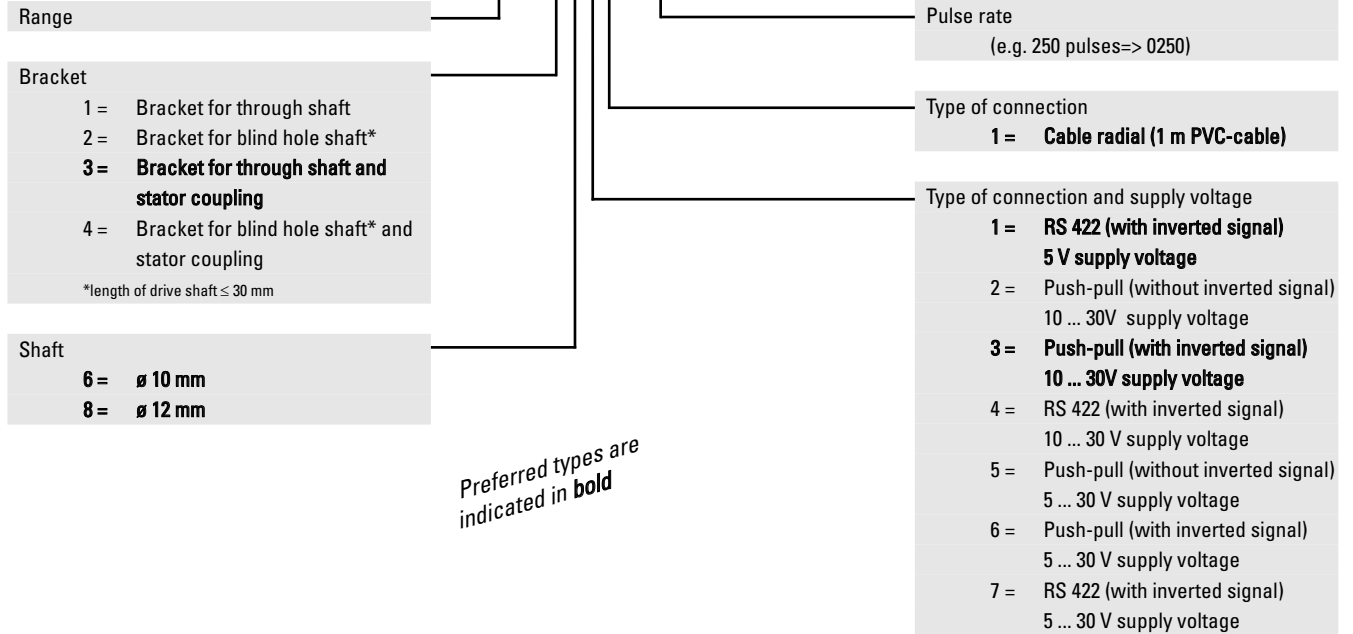 Range
Bracket
1 = Bracket for through shaft
2 = Bracket for blind hole shaft*
3 = Bracket for through shaft and
stator coupling
4 = Bracket for blind hole shaft* and
stator coupling
*length of drive shaft ≤ 30 mm
Shaft
6 = ø 10 mm
8 = ø 12 mm
Preferred types are
indicated in bold
Pulse rate
(e.g. 250 pulses=> 0250)
Type of connection
1 = Cable radial (1 m PVC-cable)
Type of connection and supply voltage
1 = RS 422 (with inverted signal)
5 V supply voltage
2 = Push-pull (without inverted signal)
10 ... 30V supply voltage
3 = Push-pull (with inverted signal)
10 ... 30V supply voltage
4 = RS 422 (with inverted signal)
10 ... 30 V supply voltage
5 = Push-pull (without inverted signal)
5 ... 30 V supply voltage
6 = Push-pull (with inverted signal)
5 ... 30 V supply voltage
7 = RS 422 (with inverted signal)
5 ... 30 V supply voltage